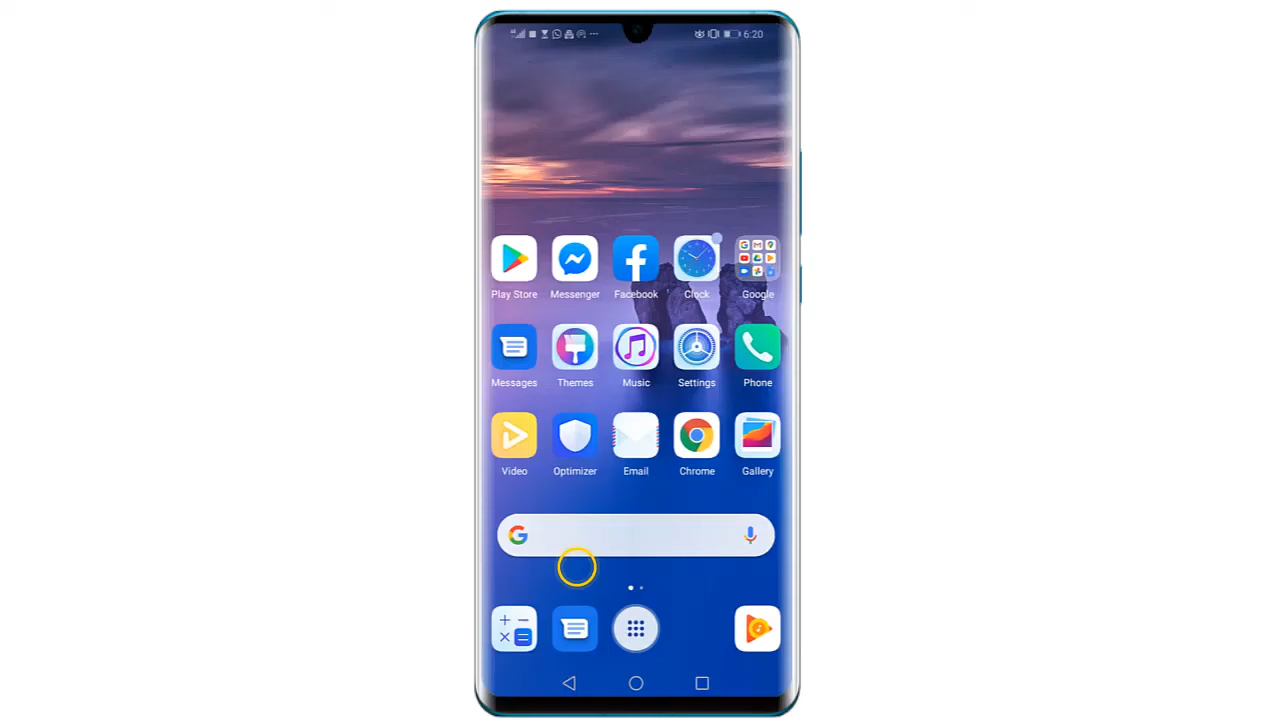 6:20
Play Store Messenger Facebook Clock Google
Messages Themes Music Settings Phone
Video Optimizer Email Chrome Gallery